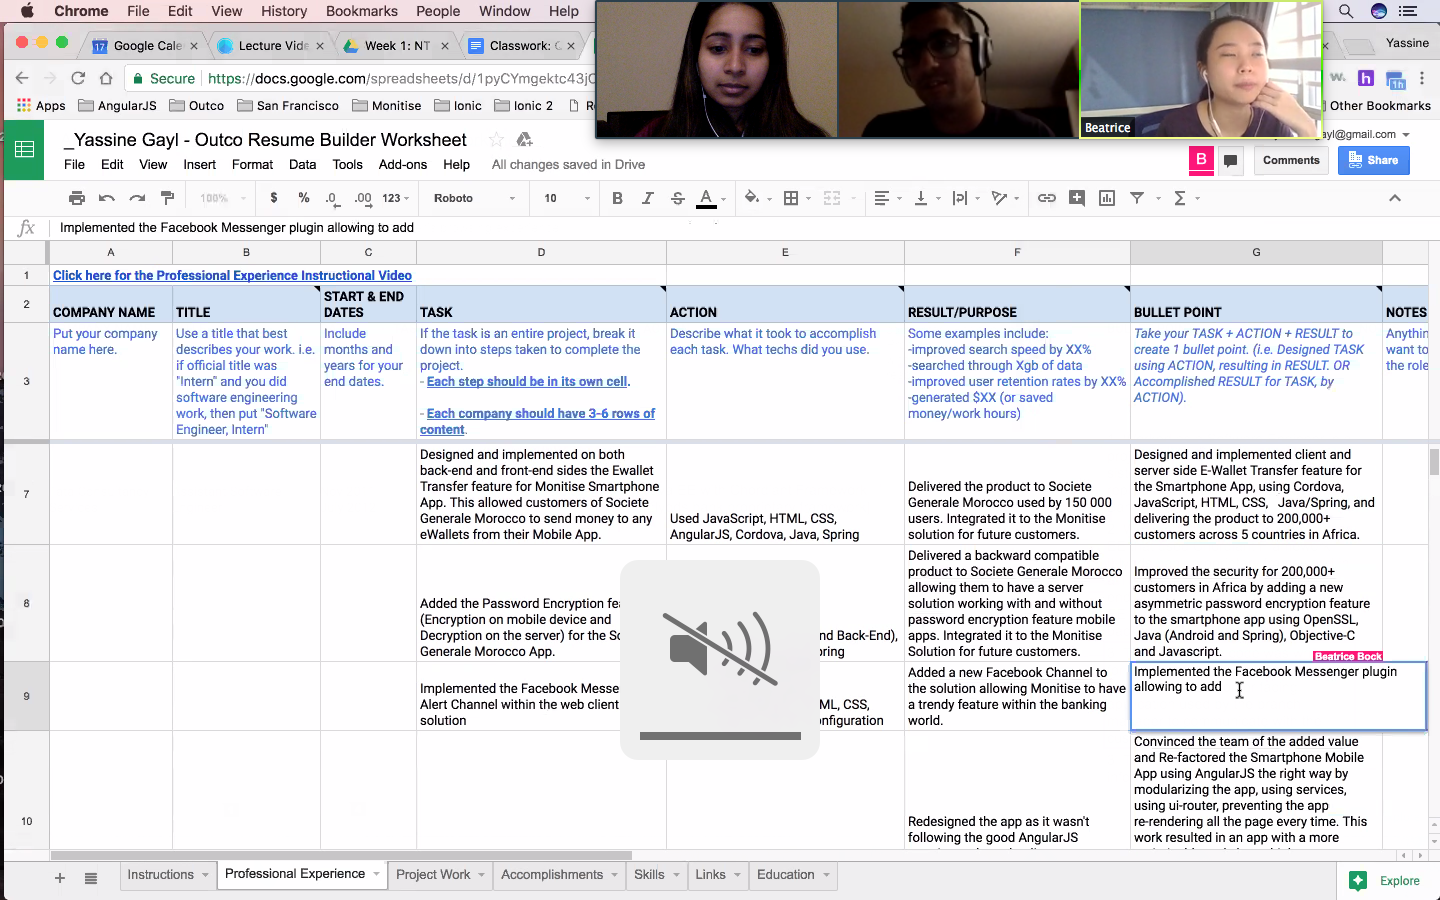 Chrome File Edit View History Bookmarks People Window Help
Google Cale
Lecture Vide
Week 1: NT
Classwork: C
Yassine
Secure https://docs.google.com/spreadsheets/d/1pyCYmgektc43jC
Apps AngularJS Outco San Francisco Monitise Ionic Ionic 2 Other Bookmarks
Beatrice
_Yassine Gayl - Outco Resume Builder Worksheet
ayl@gmail.com
File Edit View Insert Format Data Tools Add-ons Help All changes saved in Drive
B Comments Share
100% $ % .0 .00 123 Roboto 10 B I S A
fx Implemented the Facebook Messenger plugin allowing to add
A B C D E F G
1 Click here for the Professional Experience Instructional Video
2 COMPANY NAME
TITLE
START & END
DATES
TASK
ACTION
RESULT/PURPOSE
BULLET POINT
NOTES
3
Put your company
name here.
Use a title that best
describes your work. i.e.
if official title was
"Intern" and you did
software engineering
work, then put "Software
Engineer, Intern"
Include
months and
years for your
end dates.
If the task is an entire project, break it
down into steps taken to complete the
project.
- Each step should be in its own cell.
- Each company should have 3-6 rows of
content.
Describe what it took to accomplish
each task. What techs did you use.
Some examples include:
-improved search speed by XX%
-searched through Xgb of data
-improved user retention rates by XX%
-generated $XX (or saved
money/work hours)
Take your TASK + ACTION + RESULT to
create 1 bullet point. (i.e. Designed TASK
using ACTION, resulting in RESULT. OR
Accomplished RESULT for TASK, by
ACTION).
Anythin
want to
the role
7
Designed and implemented on both
back-end and front-end sides the Ewallet
Transfer feature for Monitise Smartphone
App. This allowed customers of Societe
Generale Morocco to send money to any
eWallets from their Mobile App.
Used JavaScript, HTML, CSS,
AngularJS, Cordova, Java, Spring
Delivered the product to Societe
Generale Morocco used by 150 000
users. Integrated it to the Monitise
solution for future customers.
Designed and implemented client and
server side E-Wallet Transfer feature for
the Smartphone App, using Cordova,
JavaScript, HTML, CSS, Java/Spring, and
delivering the product to 200,000+
customers across 5 countries in Africa.
8
Added the Password Encryption fea
(Encryption on mobile device and
Decryption on the server) for the So
Generale Morocco App.
nd Back-End),
ring
Delivered a backward compatible
product to Societe Generale Morocco
allowing them to have a server
solution working with and without
password encryption feature mobile
apps. Integrated it to the Monitise
Solution for future customers.
Improved the security for 200,000+
customers in Africa by adding a new
asymmetric password encryption feature
to the smartphone app using OpenSSL,
Java (Android and Spring), Objective-C
and Javascript.
Beatrice Bock
9
Implemented the Facebook Messe
Alert Channel within the web client
solution
ML, CSS,
nfiguration
Added a new Facebook Channel to
the solution allowing Monitise to have
a trendy feature within the banking
world.
Implemented the Facebook Messenger plugin
allowing to add
10
Redesigned the app as it wasn't
following the good AngularJS
Convinced the team of the added value
and Re-factored the Smartphone Mobile
App using AngularJS the right way by
modularizing the app, using services,
using ui-router, preventing the app
re-rendering all the page every time. This
work resulted in an app with a more
Instructions Professional Experience Project Work Accomplishments Skills Links Education
Explore